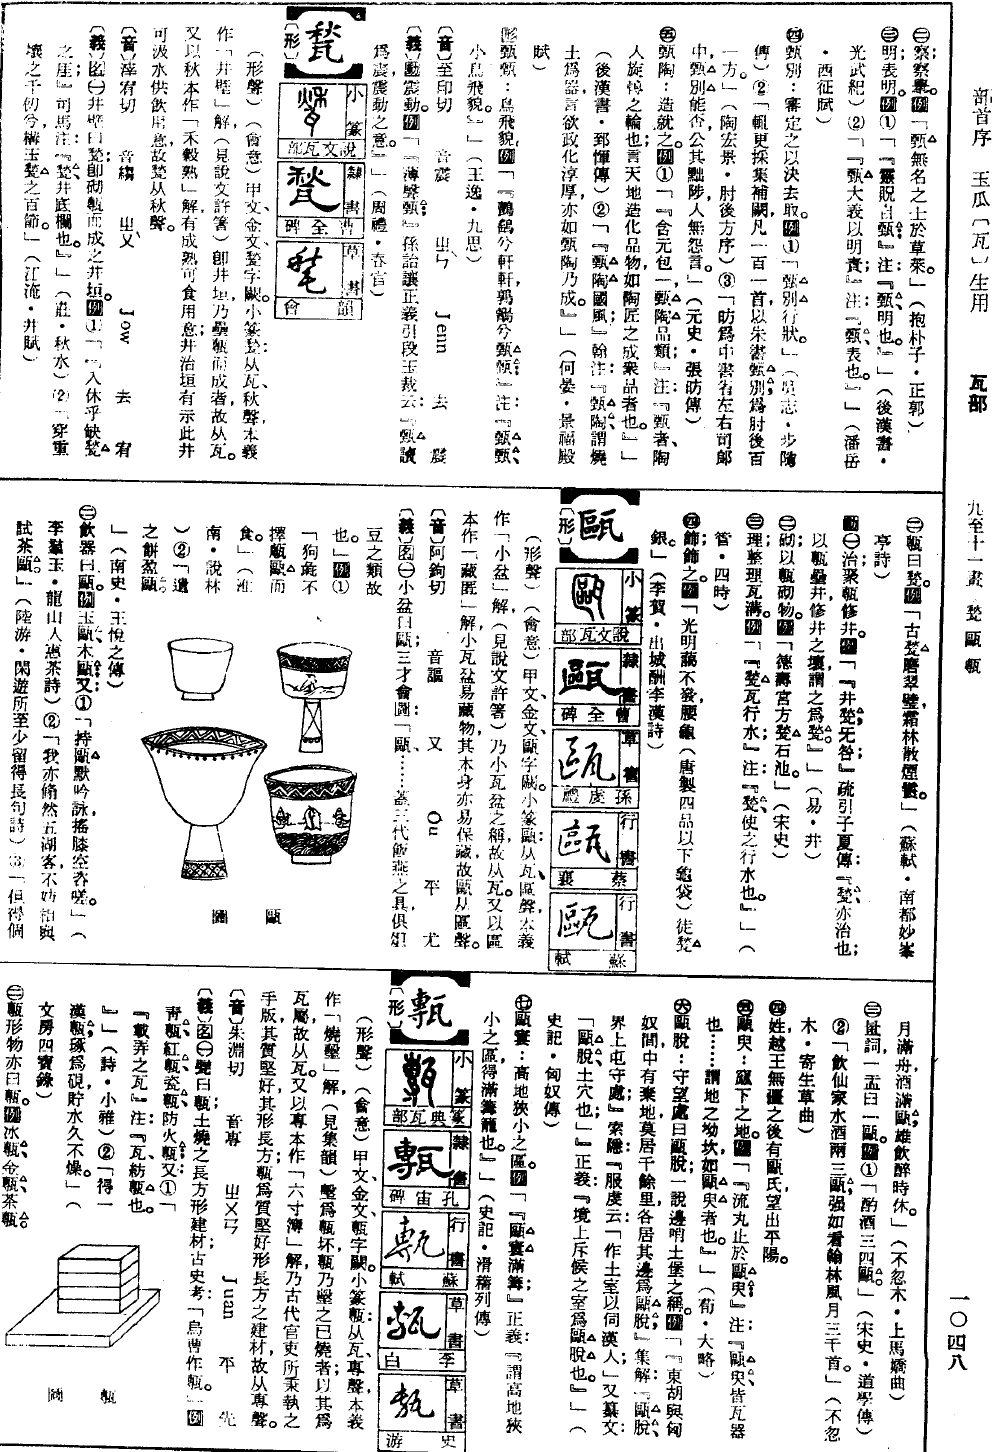 部首序 玉瓜〔瓦〕生用
瓦部
九至十一畫 甃 甌 甎
一〇四八
㊁察察舉。例「甄無名之士於草萊。」(抱朴子・正郭)
㊂明表明。例①「『靈貺自甄』注:『甄明也。』」(後漢書・
光武紀)②「『甄大義以明責』注:『甄表也。』」(潘岳
・西征賦)
㊃甄別:審定之以決去取。例①「甄別行狀。」(吳志・步隲
傳)②「輒更採集補闕凡一百一首以朱書甄別爲肘後百
一方。」(陶宏景・肘後方序)③「昉爲中書省左右司郎
中甄別能否公其黜陟人無怨言。」(元史・張昉傳)
㊄甄陶:造就之。例①「『含元包一甄陶品類』注『甄者陶
人旋轉之輪也言天地造化品物如陶匠之成衆品者也。』」
(後漢書・郅惲傳)②「『甄陶國風』翰注:『甄陶謂燒
土爲器言欲政化淳厚亦如甄陶乃成。』」(何晏・景福殿
賦)
甄甄:鳥飛貌。例「『鸛鶴兮軒軒鶉鷂兮甄甄』注:『甄甄
小鳥飛貌。』」(王逸・九思)
〔音〕至印切 音震 ㄓㄣ Jenn 去 震
〔義〕動震動。例「『薄聲甄』孫詒讓正義引段玉裁云:『甄讀
爲震震動之意。』」(周禮・春官)
甃
〔形〕
小篆 說文瓦部
隸書 曹全碑
草書 韻會
(形聲)(會意)甲文、金文甃字闕。小篆甃:从瓦、秋聲,本義
作「井壁」解,(見說文許箸)卽井垣,乃壘甎而成者,故从瓦。
又以秋本作「禾穀熟」解,有成熟可食用意,井治垣有示此井
可汲水供飲用意,故甃从秋聲。
〔音〕滓宥切 音縐 ㄓㄡ Jow 去 宥
〔義〕名㊀井壁曰甃卽砌甎而成之井垣。例①「『入休乎缺甃
之崖』司馬注『甃井底欄也。』」(莊・秋水)②「穿重
壤之千仞兮構玉甃之百節。」(江淹・井賦)
㊁甎曰甃。例「古甃磨翠璧霜林散煙鬟。」(蘇軾・南都妙峯
亭詩)
動㊀治聚甎修井。例「『井甃无咎』疏引子夏傳『甃亦治也;
以甎壘井修井之壞謂之爲甃。』」(易・井)
㊁砌以甎砌物。例「德壽宮方甃石池。」(宋史)
㊂理整理瓦溝。例「『甃瓦行水』注『甃使之行水也。』」(
管・四時)
㊃飾飾之。例「光明藹不發腰龜(唐製四品以下龜袋)徒甃
銀。」(李賀・出城酬李漢詩)
甌
〔形〕
小篆 說文瓦部
隸書 曹全碑
草書 孫虔禮
行書 蔡襄
行書 蘇軾
(形聲)(會意)甲文、金文甌字闕。小篆甌:从瓦、區聲,本義
作「小盆」解,(見說文許箸)乃小瓦盆之稱,故从瓦。又以區
本作「藏匿」解,小瓦盆易藏物,其本身亦易保藏,故甌从區聲。
〔音〕阿鉤切 音謳 又 Ou 平 尤
〔義〕名㊀小盆曰甌三才會圖「甌……蓋三代飯燕之具俱俎
豆之類故
也。」例①
「狗彘不
擇甌而
食。」(淮
南・說林
)②「遺
之餅盈甌
」(南史・王悅之傳)
甌圖
㊁飮器曰甌。例玉甌木甌又①「持甌默吟詠搖膝空咨嗟。」(
李羣玉・龍山人惠茶詩)②「我亦翛然五湖客不妨相與
試茶甌」(陸游・閑遊所至少留得長句詩)③「但得個
月滿舟酒滿甌雄飲醉時休。」(不忽木・上馬嬌曲)
㊂量詞一盂曰一甌。例①「酌酒三四甌。」(宋史・道學傳)
②「飲仙家水酒兩三甌强如看翰林風月三千首。」(不忽
木・寄生草曲)
㊃姓越王無彊之後有甌氏望出平陽。
㊄甌臾:窳下之地。例「『流丸止於甌臾』注『甌臾皆瓦器
也……謂地之坳坎如甌臾者也。』」(荀・大略)
㊅甌脫:守望處曰甌脫一說邊哨土堡之稱。例「『東胡與匈
奴間中有棄地莫居千餘里各居其邊爲甌脫』集解『甌脫
界上屯守處』索隱『服虔云「作土室以伺漢人」又纂文:
「甌脫土穴也」』正義『境上斥候之室爲甌脫也。』」(
史記・匈奴傳)
㊆甌窶:高地狹小之區。例「『甌窶滿篝』正義『謂高地狹
小之區得滿篝籠也。』」(史記・滑稽列傳)
甎
〔形〕
小篆 篆典瓦部
隸書 孔宙碑
行書 蘇軾
草書 李白
草書 史游
(形聲)(會意)甲文、金文、甎字闕。小篆甎:从瓦、專聲,本義
作「燒墼」解,(見集韻)墼爲甎坏,甎乃墼之已燒者;以其爲
瓦屬,故从瓦。又以專本作「六寸簿」解,乃古代官吏所秉執之
手版,其質堅好,其形長方;甎爲質堅好形長方之建材,故从專聲。
〔音〕朱淵切 音專 ㄓㄨㄢ Juan 平 先
〔義〕名㊀甓曰甎土燒之長方形建材古史考:「烏曹作甎。」例
靑甎紅甎瓷甎防火甎又①「
『載弄之瓦』注:『瓦紡甎也。
』」(詩・小雅)②「得一
漢甎琢爲硯貯水久不燥。」(
文房四寶錄)
甎圖
㊁甎形物亦曰甎。例冰甎金甎茶甎